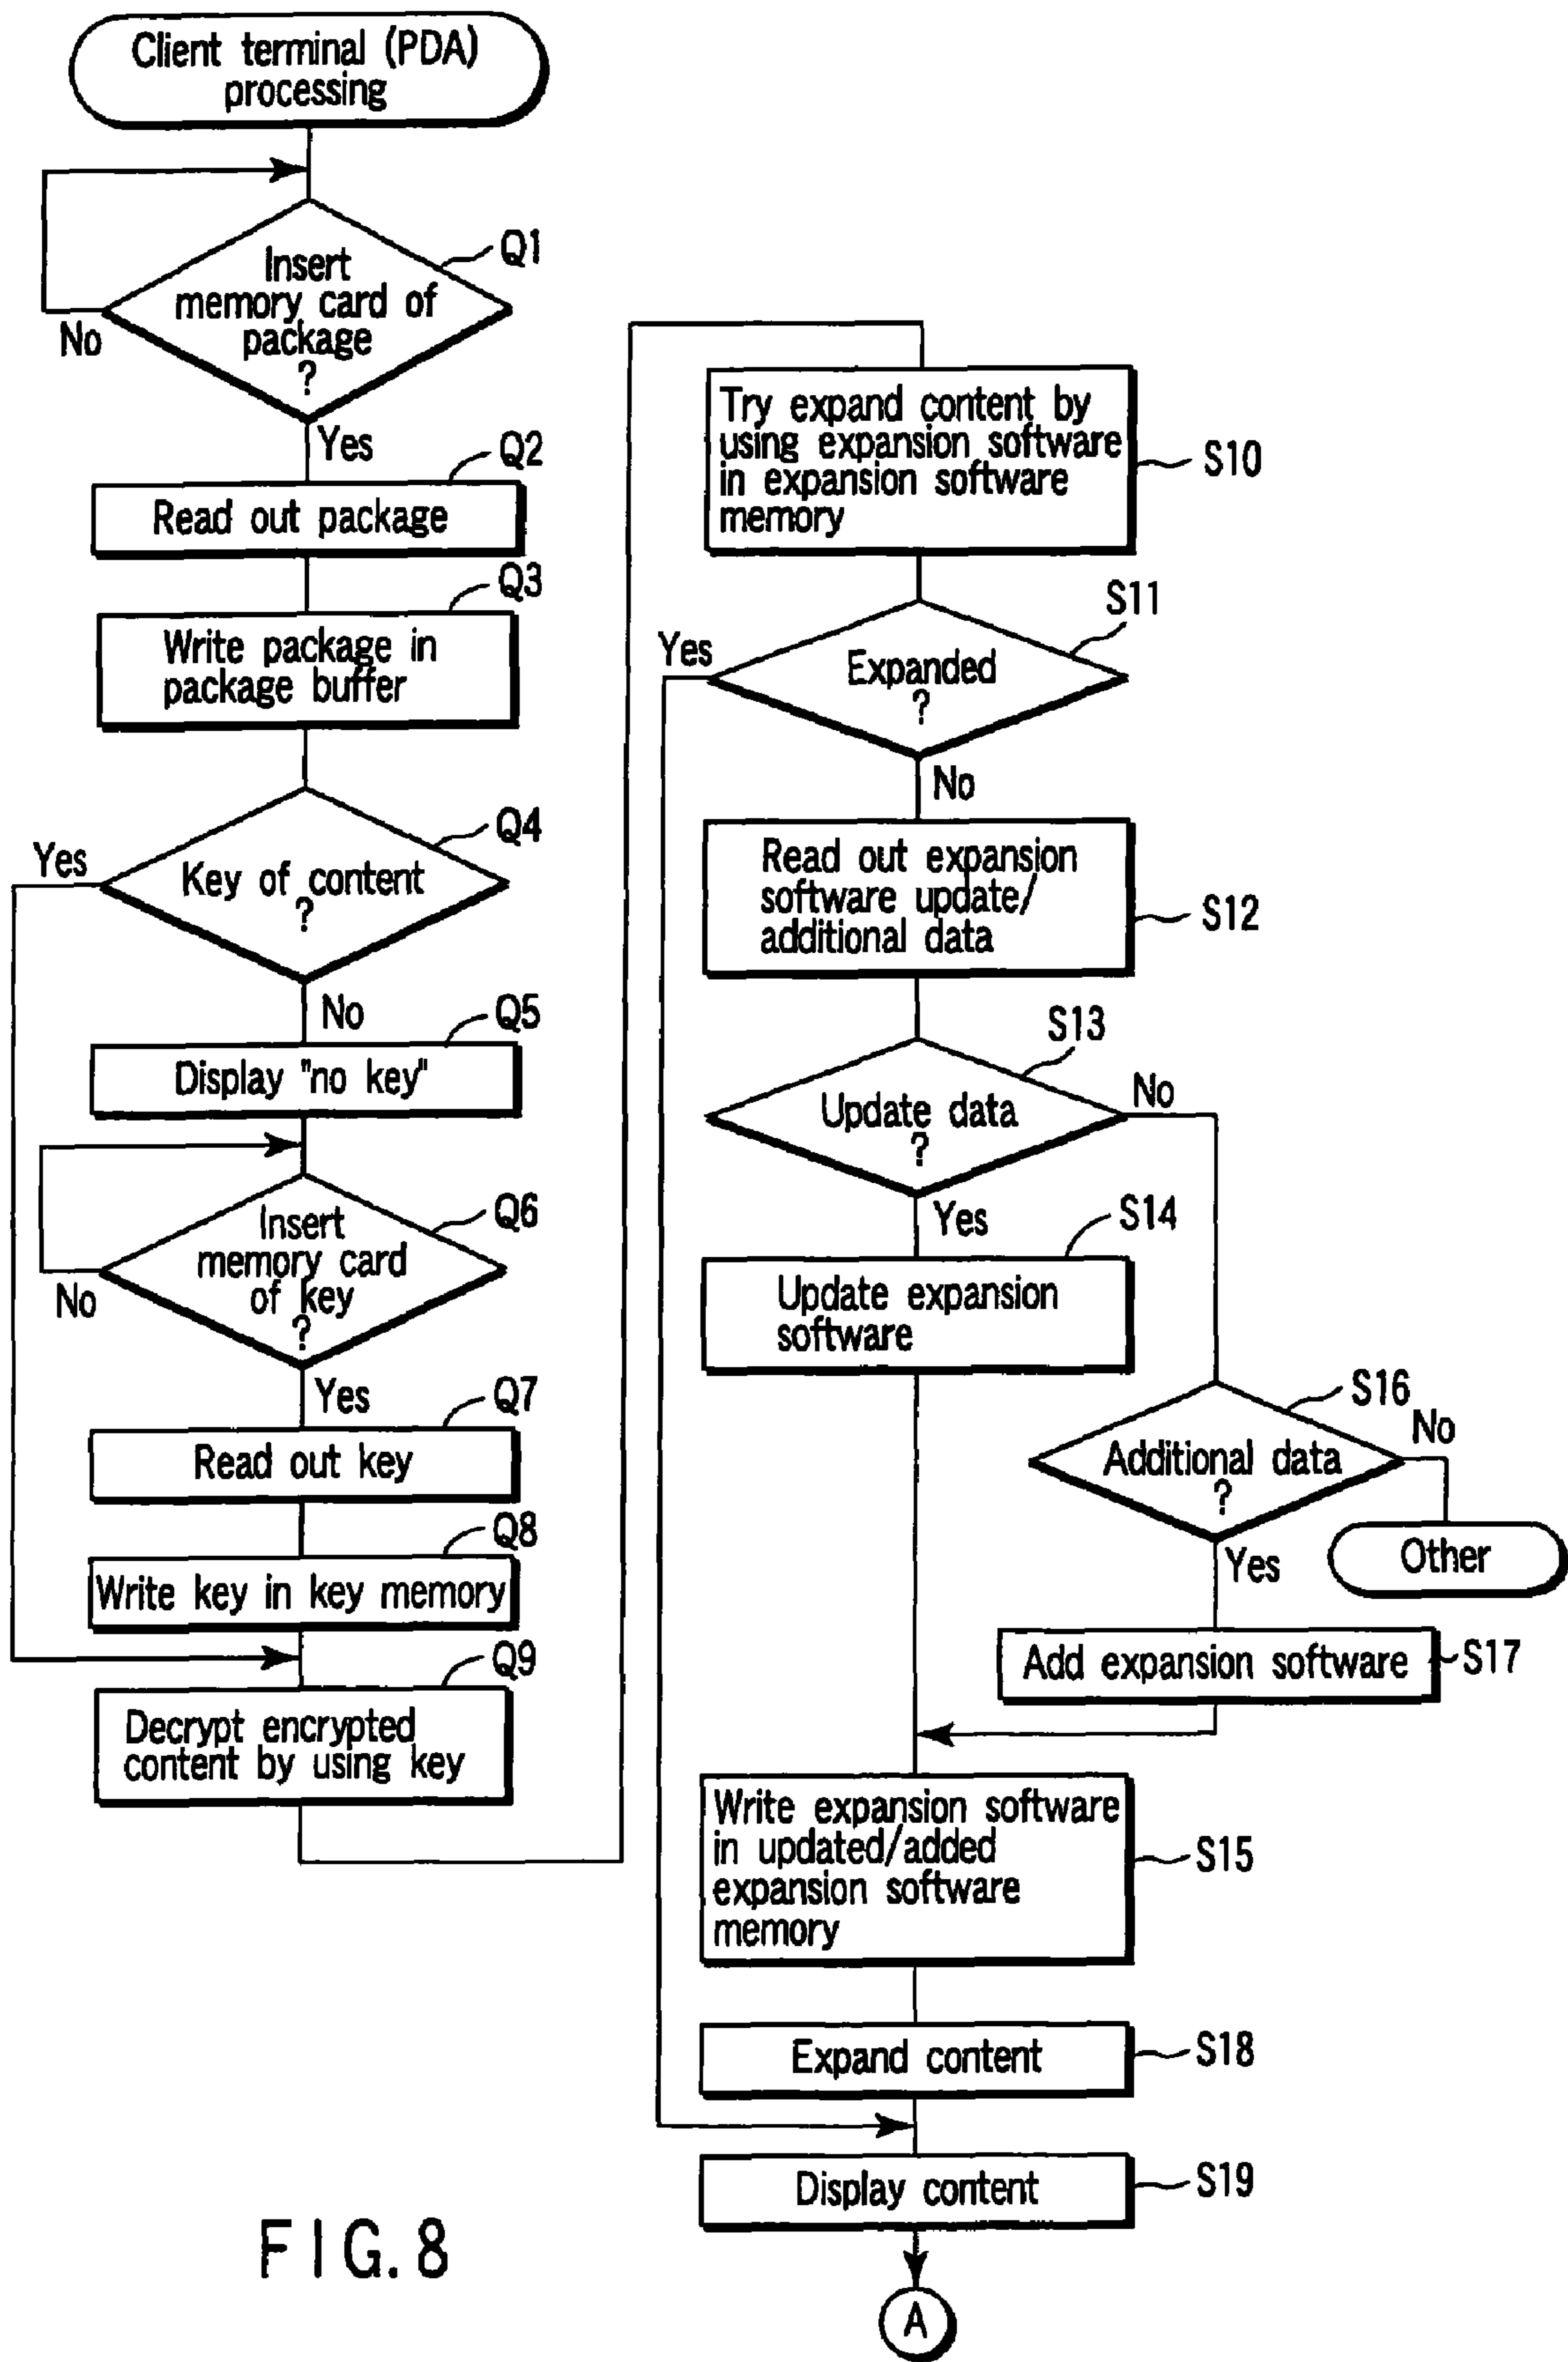 Client terminal (PDA)
processing
Q1
Insert
memory card of
package
?
No
Yes
Q2
Read out package
Q3
Write package in
package buffer
Q4
Yes
Key of content
?
No
Q5
Display "no key"
Q6
Insert
memory card
of key
?
No
Yes
Q7
Read out key
Q8
Write key in key memory
Q9
Decrypt encrypted
content by using key
Try expand content by
using expansion software
in expansion software
memory
S10
S11
Yes
Expanded
?
No
Read out expansion
software update/
additional data
S12
S13
No
Update data
?
Yes
S14
Update expansion
software
S16
No
Additional data
?
Other
Yes
Add expansion software
S17
Write expansion software
in updated/added
expansion software
memory
S15
Expand content
S18
Display content
S19
A
FIG. 8